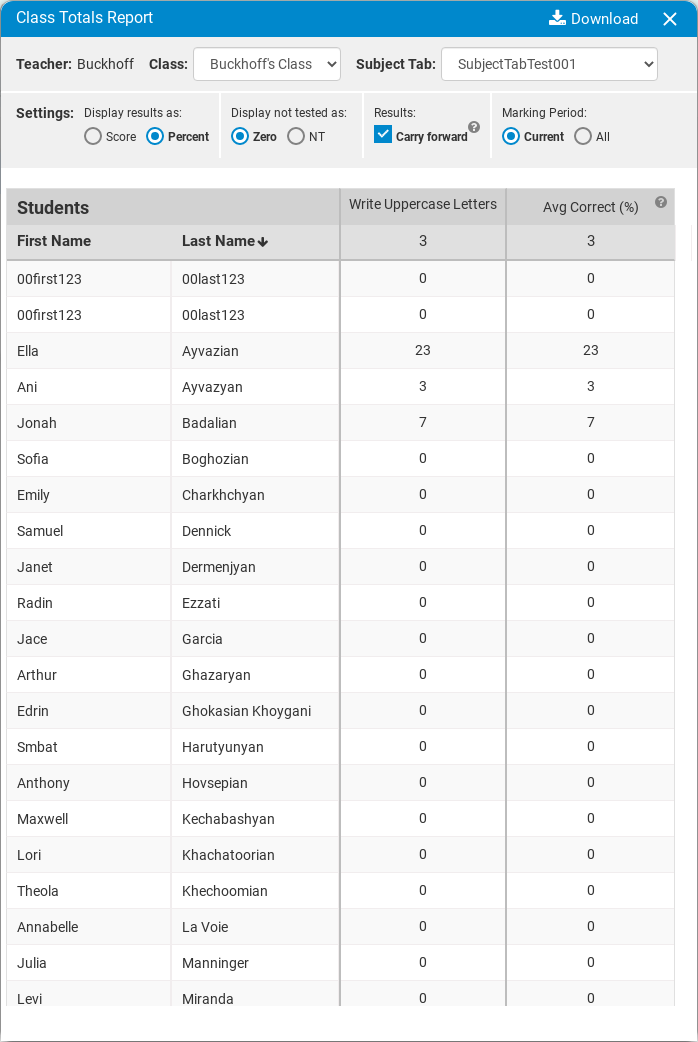 Class Totals Report Download
Teacher: Buckhoff Class: Buckhoff's Class Subject Tab: SubjectTabTest001
Settings: Display results as: Display not tested as: Results: Marking Period:
Score Percent Zero NT Carry forward ? Current All
Students Write Uppercase Letters Avg Correct (%) ?
First Name Last Name 3 3
00first123 00last123 0 0
00first123 00last123 0 0
Ella Ayvazian 23 23
Ani Ayvazyan 3 3
Jonah Badalian 7 7
Sofia Boghozian 0 0
Emily Charkhchyan 0 0
Samuel Dennick 0 0
Janet Dermenjyan 0 0
Radin Ezzati 0 0
Jace Garcia 0 0
Arthur Ghazaryan 0 0
Edrin Ghokasian Khoygani 0 0
Smbat Harutyunyan 0 0
Anthony Hovsepian 0 0
Maxwell Kechabashyan 0 0
Lori Khachatoorian 0 0
Theola Khechoomian 0 0
Annabelle La Voie 0 0
Julia Manninger 0 0
Levi Miranda 0 0